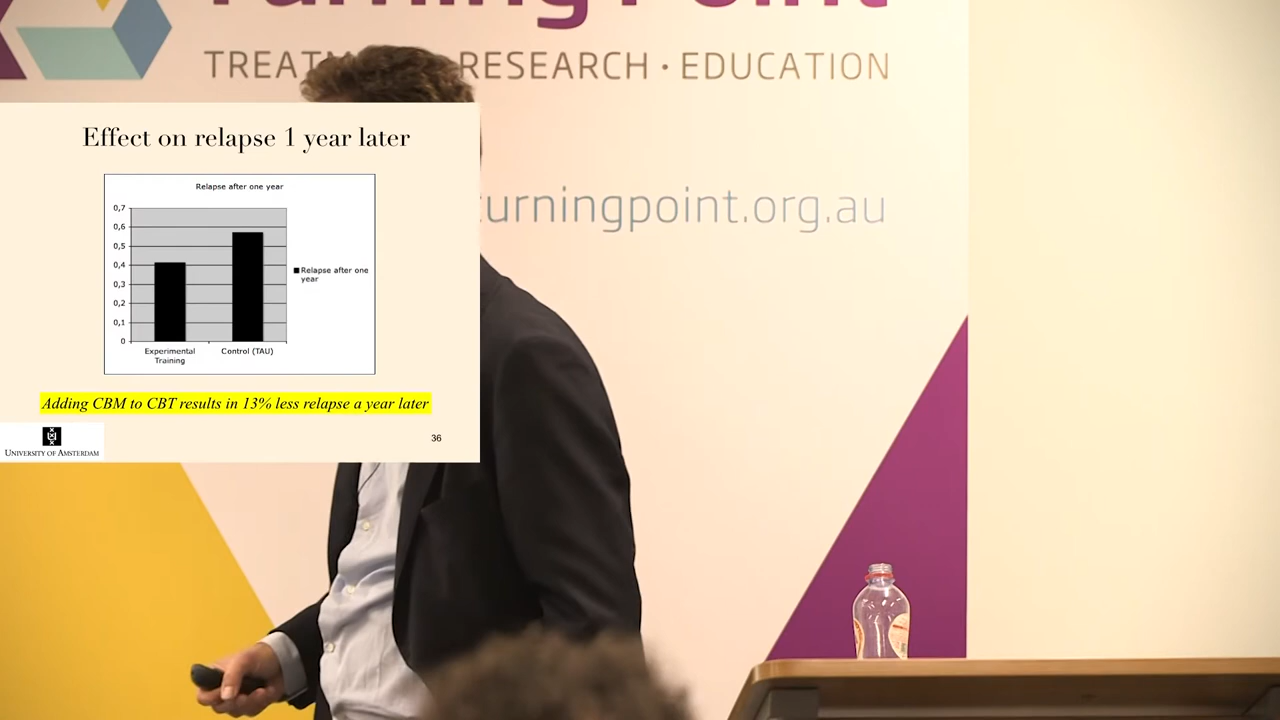 TREATM RESEARCH · EDUCATION
urningpoint.org.au
Effect on relapse 1 year later
Relapse after one year
0,7
0,6
0,5
0,4
0,3
0,2
0,1
0
Experimental
Training
Control (TAU)
Relapse after one
year
Adding CBM to CBT results in 13% less relapse a year later
UNIVERSITY OF AMSTERDAM
36